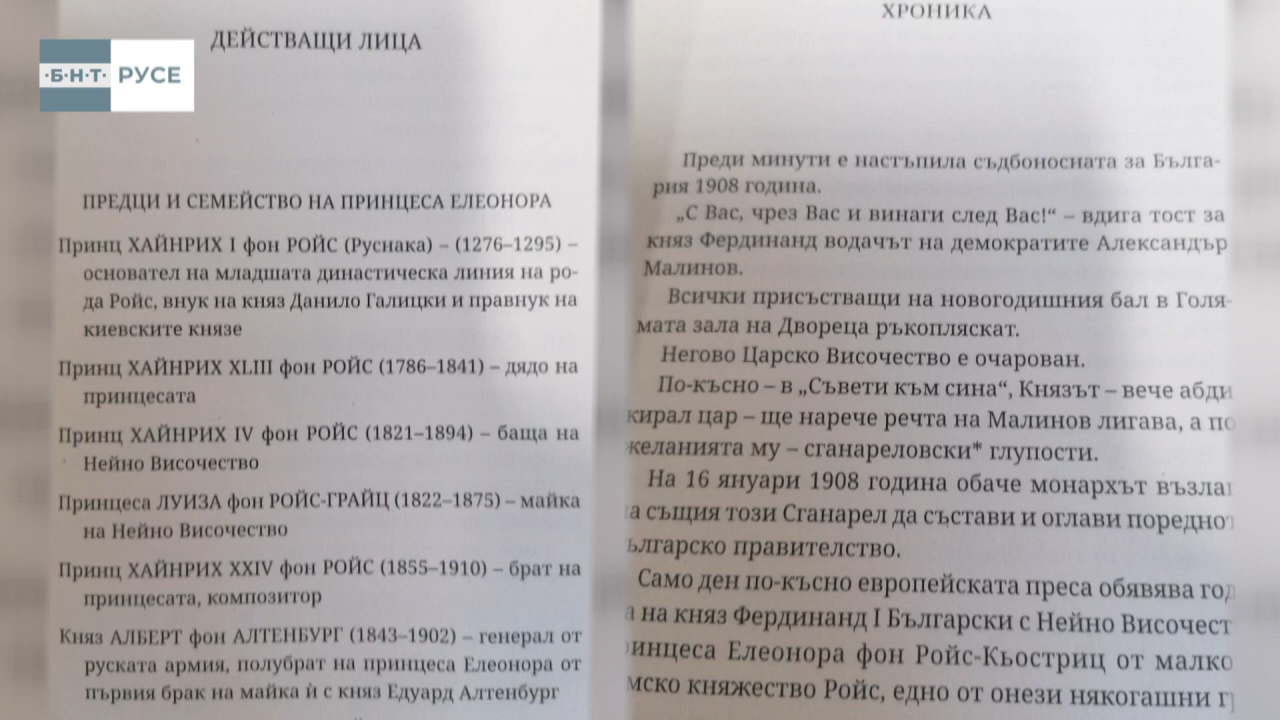 ·Б·Н·Т· РУСЕ
ДЕЙСТВАЩИ ЛИЦА
ПРЕДЦИ И СЕМЕЙСТВО НА ПРИНЦЕСА ЕЛЕОНОРА
Принц ХАЙНРИХ I фон РОЙС (Руснака) – (1276–1295) –
основател на младшата династическа линия на ро-
да Ройс, внук на княз Данило Галицки и правнук на
киевските князе
Принц ХАЙНРИХ XLIII фон РОЙС (1786–1841) – дядо на
принцесата
Принц ХАЙНРИХ IV фон РОЙС (1821–1894) – баща на
Нейно Височество
Принцеса ЛУИЗА фон РОЙС-ГРАЙЦ (1822–1875) – майка
на Нейно Височество
Принц ХАЙНРИХ XXIV фон РОЙС (1855–1910) – брат на
принцесата, композитор
Княз АЛБЕРТ фон АЛТЕНБУРГ (1843–1902) – генерал от
руската армия, полубрат на принцеса Елеонора от
първия брак на майка ѝ с княз Едуард Алтенбург
ХРОНИКА
Преди минути е настъпила съдбоносната за Бълга-
рия 1908 година.
„С Вас, чрез Вас и винаги след Вас!“ – вдига тост за
княз Фердинанд водачът на демократите Александър
Малинов.
Всички присъстващи на новогодишния бал в Голя-
мата зала на Двореца ръкопляскат.
Негово Царско Височество е очарован.
По-късно – в „Съвети към сина“, Князът – вече абди
кирал цар – ще нарече речта на Малинов лигава, а по
желанията му – сганареловски* глупости.
На 16 януари 1908 година обаче монархът възлаг
а същия този Сганарел да състави и оглави пореднот
ългарско правителство.
Само ден по-късно европейската преса обявява год
а на княз Фердинанд I Български с Нейно Височест
инцеса Елеонора фон Ройс-Кьостриц от малко
мско княжество Ройс, едно от онези някогашни г